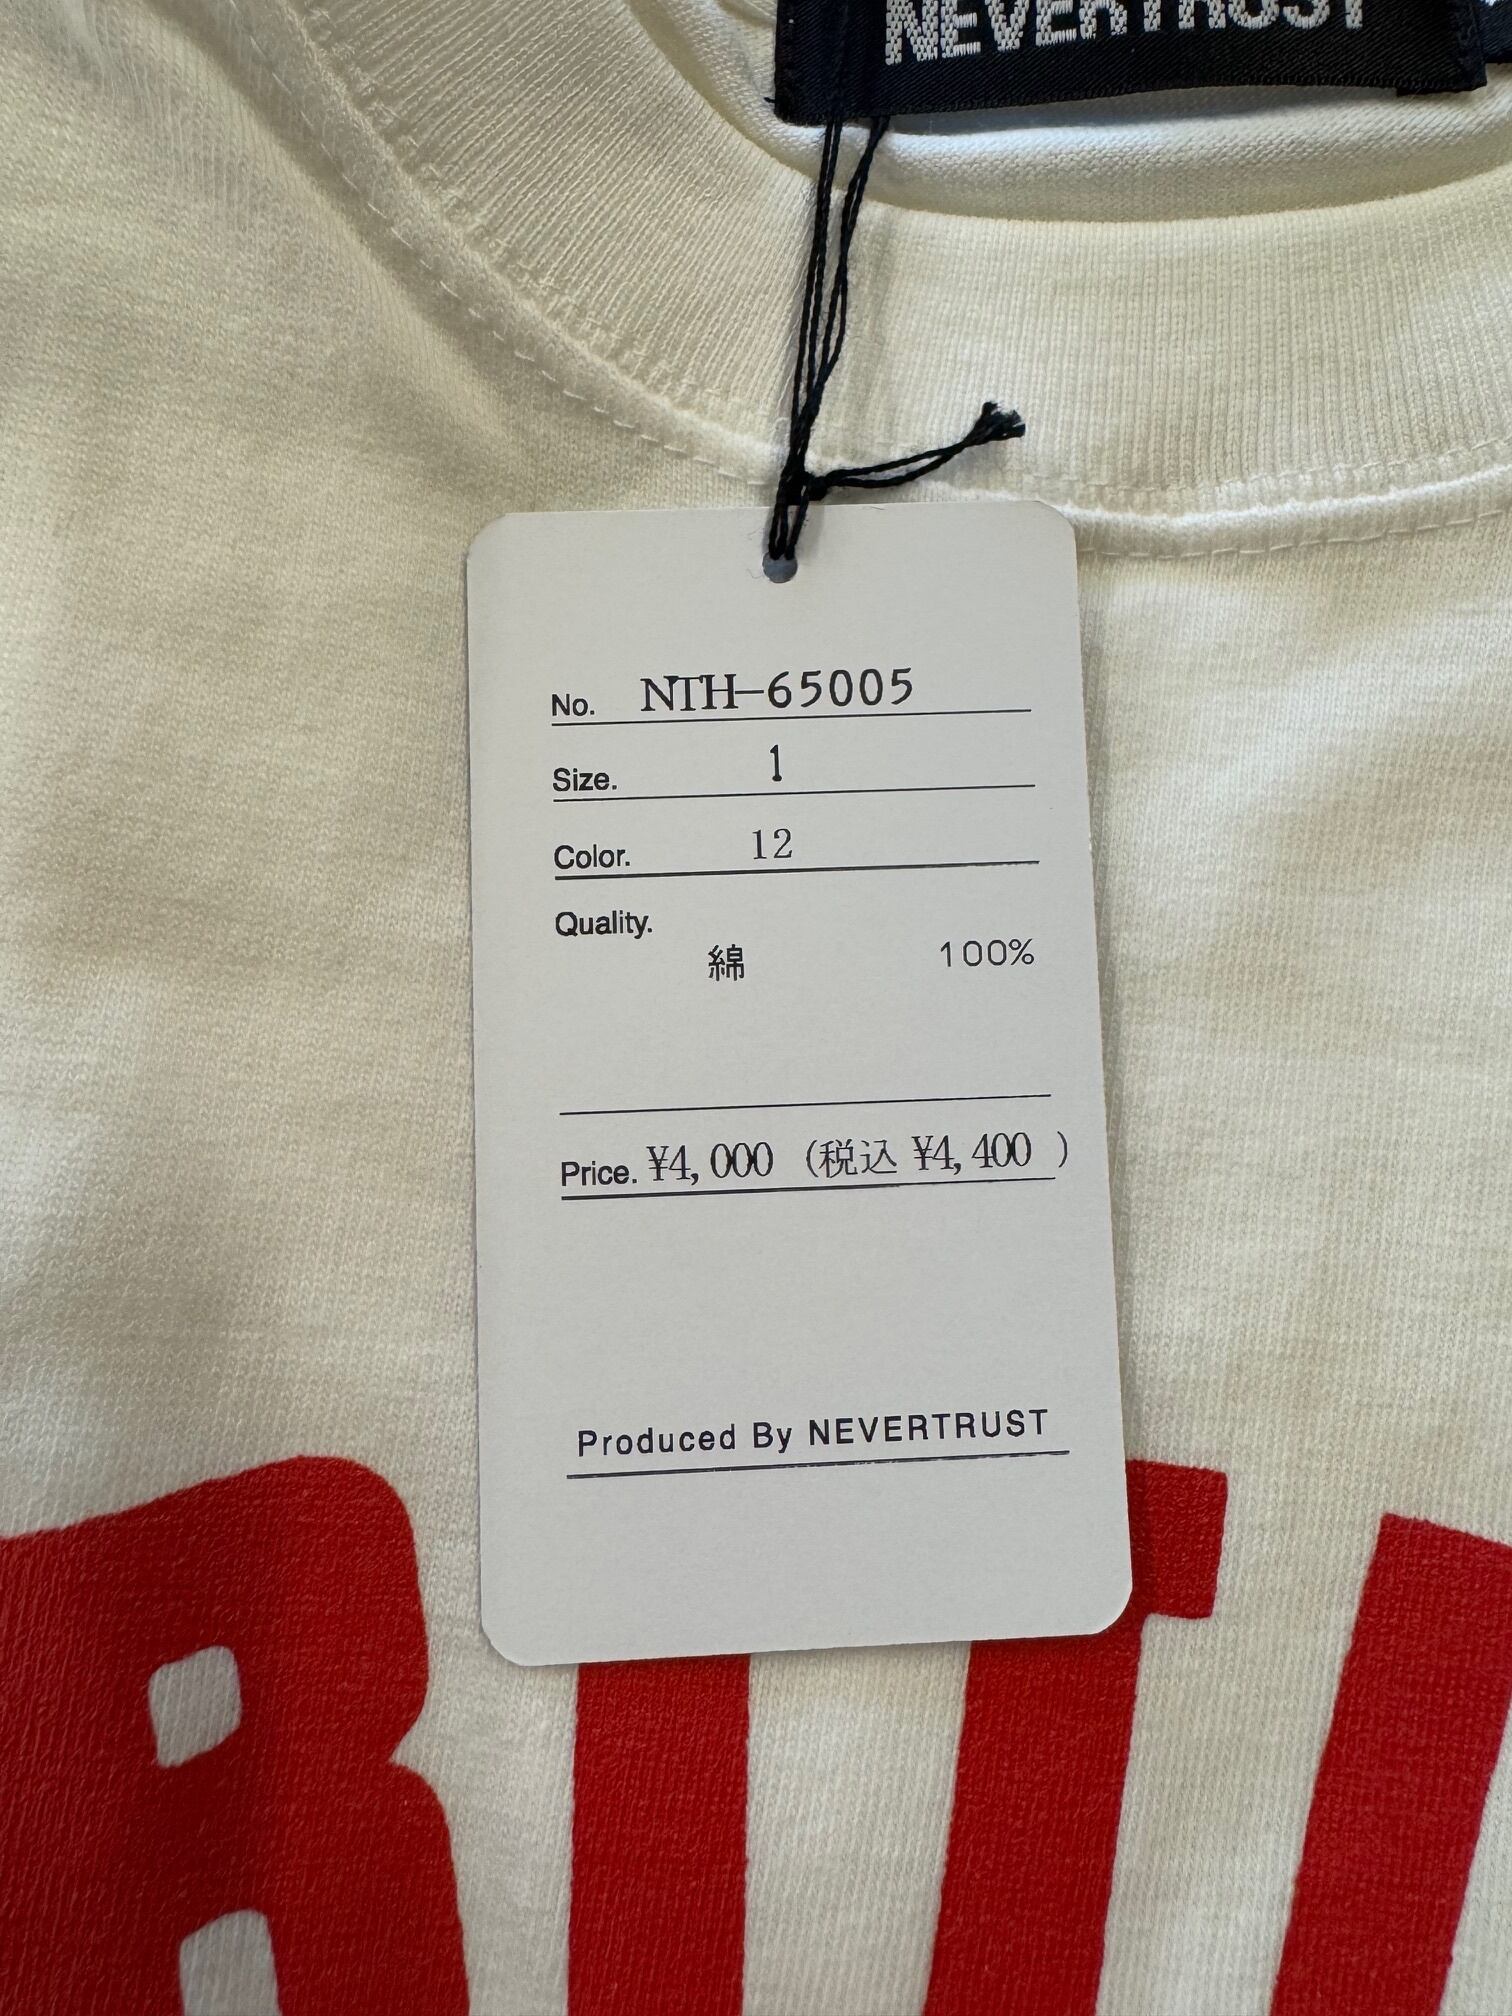 NEVERTRUST
No. NTH-65005
Size. 1
Color. 12
Quality.
綿 100%
Price. ¥4,000 (税込 ¥4,400 )
Produced By NEVERTRUST